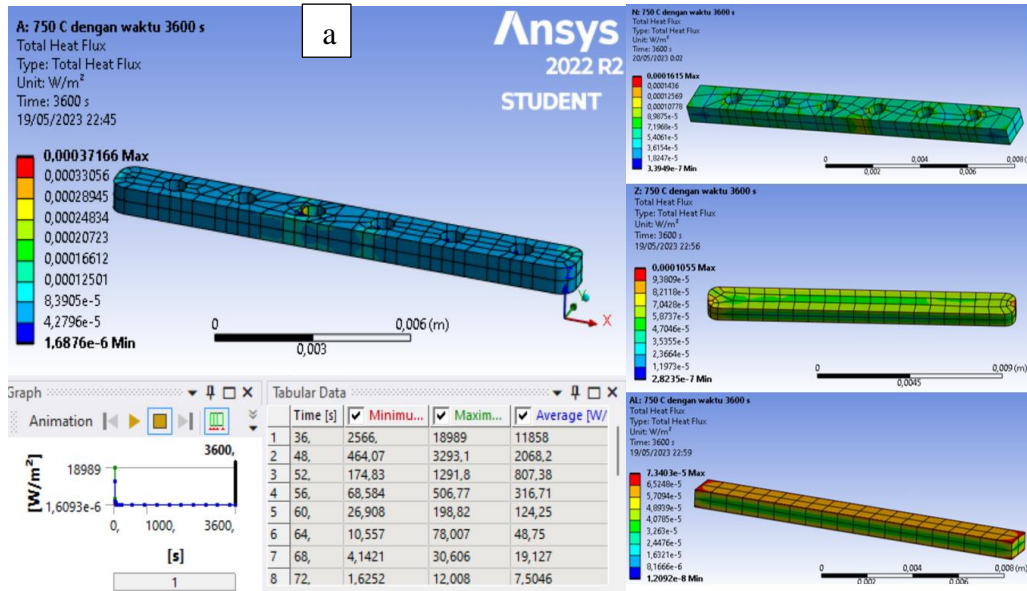 A: 750 C dengan waktu 3600 s
Total Heat Flux
Type: Total Heat Flux
Unit: W/m²
Time: 3600 s
19/05/2023 22:45
a
Ansys
2022 R2
STUDENT
0,00037166 Max
0,00033056
0,00028945
0,00024834
0,00020723
0,00016612
0,00012501
8,3905e-5
4,2796e-5
1,6876e-6 Min
0
0,006 (m)
0,003
Z
Y
X
N: 750 C dengan waktu 3600 s
Total Heat Flux
Type: Total Heat Flux
Unit: W/m²
Time: 3600 s
20/05/2023 0:02
0,0001615 Max
0,0001436
0,00012569
0,00010778
8,9875e-5
7,1968e-5
5,4061e-5
3,6154e-5
1,8247e-5
3,3949e-7 Min
0
0,004
0,008 (m)
0,002
0,006
Z: 750 C dengan waktu 3600 s
Total Heat Flux
Type: Total Heat Flux
Unit: W/m²
Time: 3600 s
19/05/2023 22:56
0,0001055 Max
9,3809e-5
8,2118e-5
7,0428e-5
5,8737e-5
4,7046e-5
3,5355e-5
2,3664e-5
1,1973e-5
2,8235e-7 Min
0
0,009 (m)
0,0045
AL: 750 C dengan waktu 3600 s
Total Heat Flux
Type: Total Heat Flux
Unit: W/m²
Time: 3600 s
19/05/2023 22:59
7,3403e-5 Max
6,5248e-5
5,7094e-5
4,8939e-5
4,0785e-5
3,263e-5
2,4476e-5
1,6321e-5
8,1666e-6
1,2092e-8 Min
0
0,004
0,008 (m)
0,002
0,006
Graph
Animation
3600,
18989
[W/m²]
1,6093e-6
0, 1000, 3600,
[s]
1
Tabular Data
Time [s] Minimu... Maxim... Average [W/
1 36, 2566, 18989 11858
2 48, 464,07 3293,1 2068,2
3 52, 174,83 1291,8 807,38
4 56, 68,584 506,77 316,71
5 60, 26,908 198,82 124,25
6 64, 10,557 78,007 48,75
7 68, 4,1421 30,606 19,127
8 72, 1,6252 12,008 7,5046